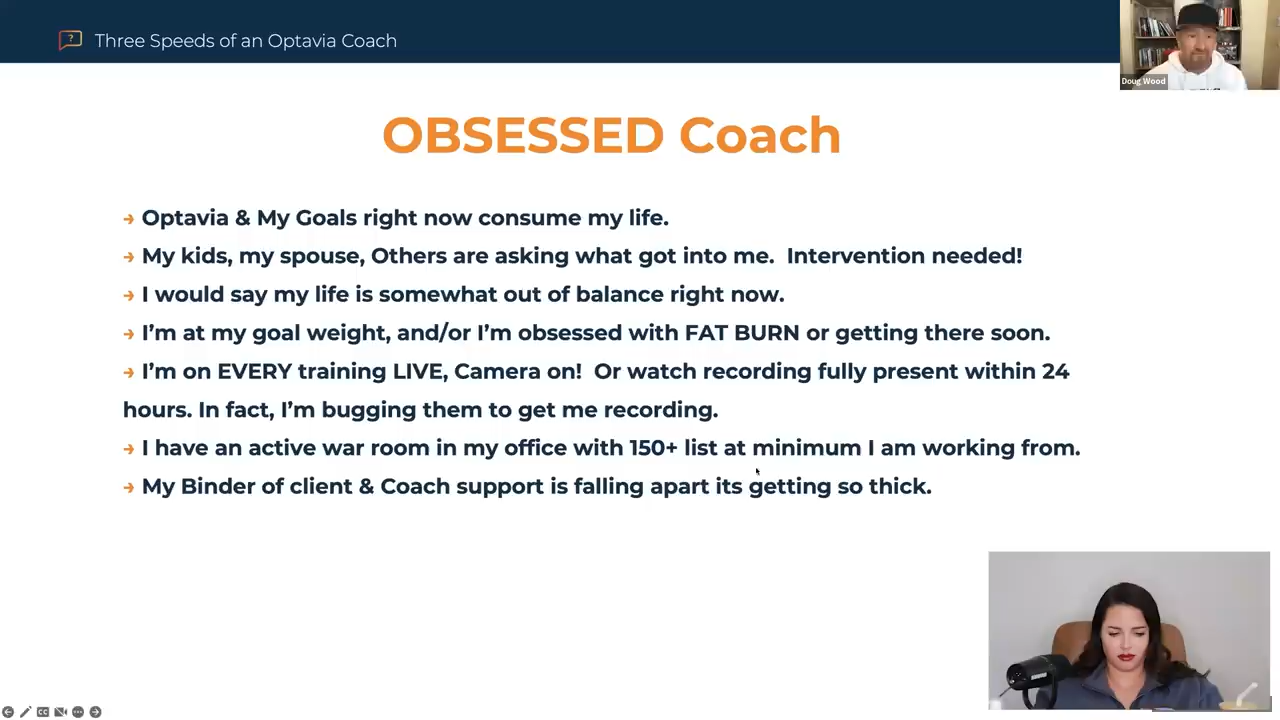 Three Speeds of an Optavia Coach
Doug Wood
OBSESSED Coach
→ Optavia & My Goals right now consume my life.
→ My kids, my spouse, Others are asking what got into me.  Intervention needed!
→ I would say my life is somewhat out of balance right now.
→ I’m at my goal weight, and/or I’m obsessed with FAT BURN or getting there soon.
→ I’m on EVERY training LIVE, Camera on!  Or watch recording fully present within 24
hours. In fact, I’m bugging them to get me recording.
→ I have an active war room in my office with 150+ list at minimum I am working from.
→ My Binder of client & Coach support is falling apart its getting so thick.